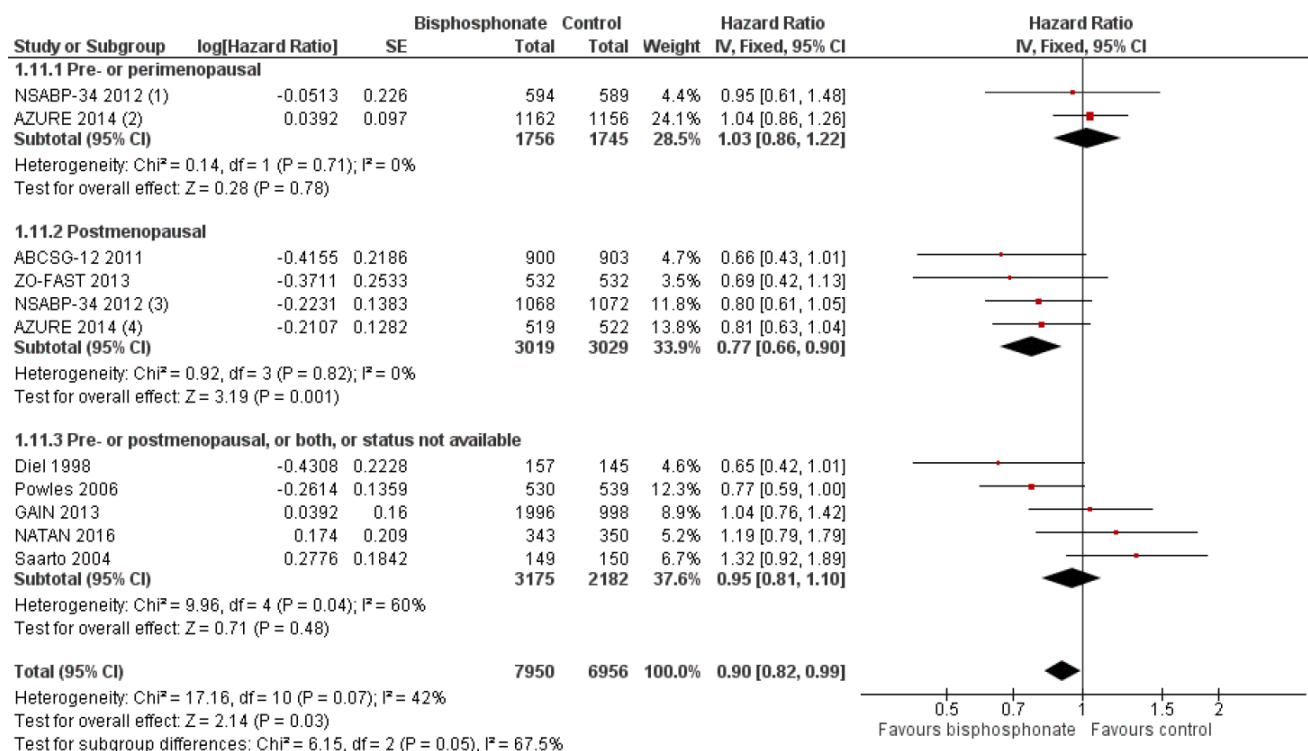 Bisphosphonate Control Hazard Ratio Hazard Ratio
Study or Subgroup log[Hazard Ratio] SE Total Total Weight IV, Fixed, 95% CI IV, Fixed, 95% CI
1.11.1 Pre- or perimenopausal
NSABP-34 2012 (1) -0.0513 0.226 594 589 4.4% 0.95 [0.61, 1.48]
AZURE 2014 (2) 0.0392 0.097 1162 1156 24.1% 1.04 [0.86, 1.26]
Subtotal (95% CI) 1756 1745 28.5% 1.03 [0.86, 1.22]
Heterogeneity: Chi² = 0.14, df = 1 (P = 0.71); I² = 0%
Test for overall effect: Z = 0.28 (P = 0.78)
1.11.2 Postmenopausal
ABCSG-12 2011 -0.4155 0.2186 900 903 4.7% 0.66 [0.43, 1.01]
ZO-FAST 2013 -0.3711 0.2533 532 532 3.5% 0.69 [0.42, 1.13]
NSABP-34 2012 (3) -0.2231 0.1383 1068 1072 11.8% 0.80 [0.61, 1.05]
AZURE 2014 (4) -0.2107 0.1282 519 522 13.8% 0.81 [0.63, 1.04]
Subtotal (95% CI) 3019 3029 33.9% 0.77 [0.66, 0.90]
Heterogeneity: Chi² = 0.92, df = 3 (P = 0.82); I² = 0%
Test for overall effect: Z = 3.19 (P = 0.001)
1.11.3 Pre- or postmenopausal, or both, or status not available
Diel 1998 -0.4308 0.2228 157 145 4.6% 0.65 [0.42, 1.01]
Powles 2006 -0.2614 0.1359 530 539 12.3% 0.77 [0.59, 1.00]
GAIN 2013 0.0392 0.16 1996 998 8.9% 1.04 [0.76, 1.42]
NATAN 2016 0.174 0.209 343 350 5.2% 1.19 [0.79, 1.79]
Saarto 2004 0.2776 0.1842 149 150 6.7% 1.32 [0.92, 1.89]
Subtotal (95% CI) 3175 2182 37.6% 0.95 [0.81, 1.10]
Heterogeneity: Chi² = 9.96, df = 4 (P = 0.04); I² = 60%
Test for overall effect: Z = 0.71 (P = 0.48)
Total (95% CI) 7950 6956 100.0% 0.90 [0.82, 0.99]
Heterogeneity: Chi² = 17.16, df = 10 (P = 0.07); I² = 42%
Test for overall effect: Z = 2.14 (P = 0.03)
Test for subgroup differences: Chi² = 6.15, df = 2 (P = 0.05), I² = 67.5%
0.5 0.7 1 1.5 2
Favours bisphosphonate Favours control